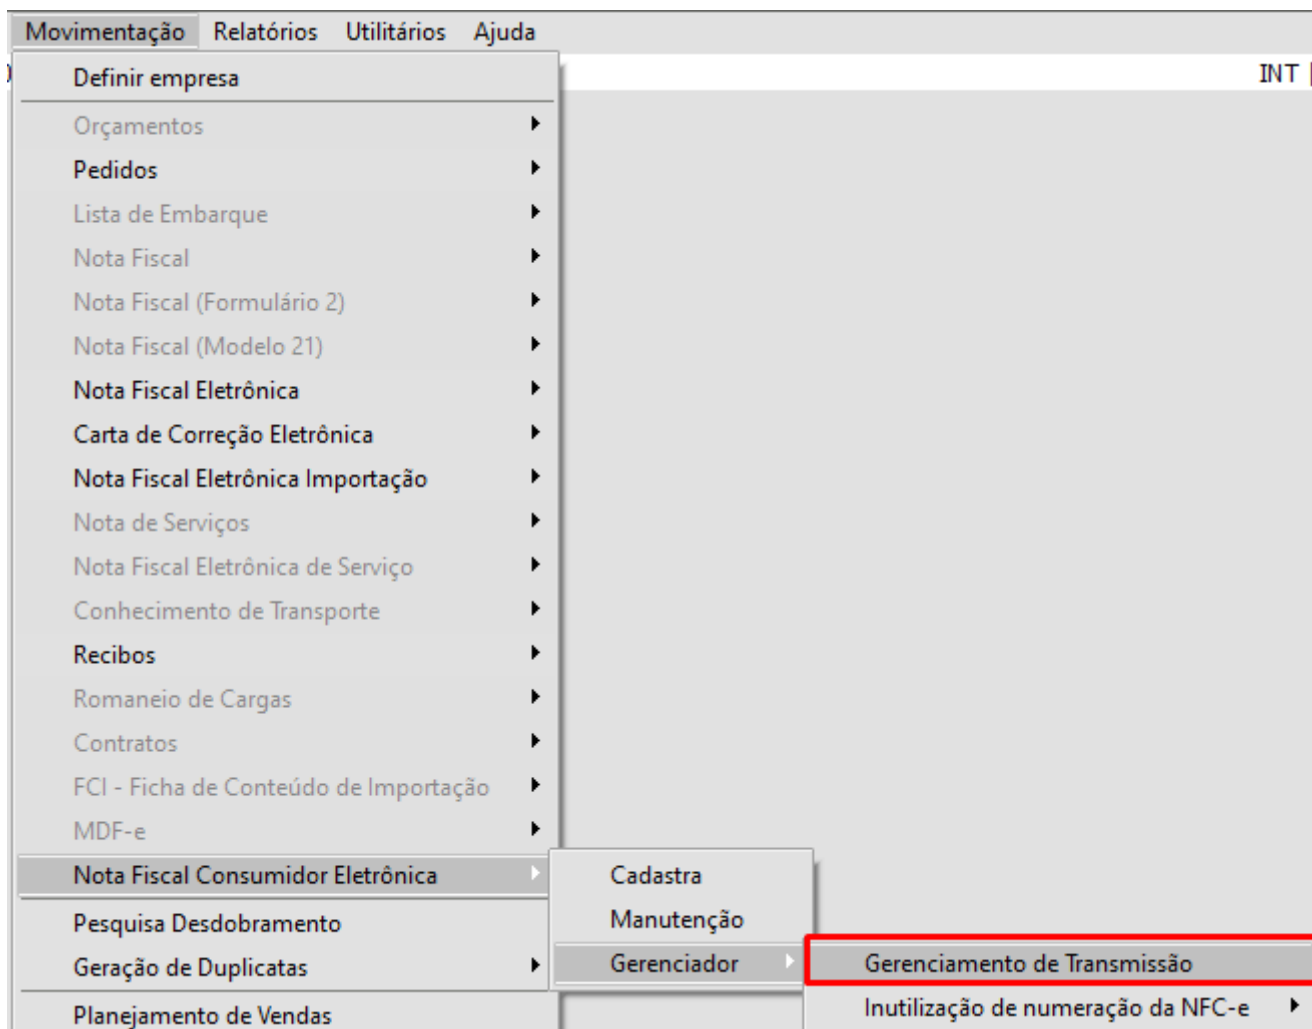 Movimentação Relatórios Utilitários Ajuda
Definir empresa
INT
Orçamentos
Pedidos
Lista de Embarque
Nota Fiscal
Nota Fiscal (Formulário 2)
Nota Fiscal (Modelo 21)
Nota Fiscal Eletrônica
Carta de Correção Eletrônica
Nota Fiscal Eletrônica Importação
Nota de Serviços
Nota Fiscal Eletrônica de Serviço
Conhecimento de Transporte
Recibos
Romaneio de Cargas
Contratos
FCI - Ficha de Conteúdo de Importação
MDF-e
Nota Fiscal Consumidor Eletrônica
Pesquisa Desdobramento
Geração de Duplicatas
Planejamento de Vendas
Cadastra
Manutenção
Gerenciador
Gerenciamento de Transmissão
Inutilização de numeração da NFC-e